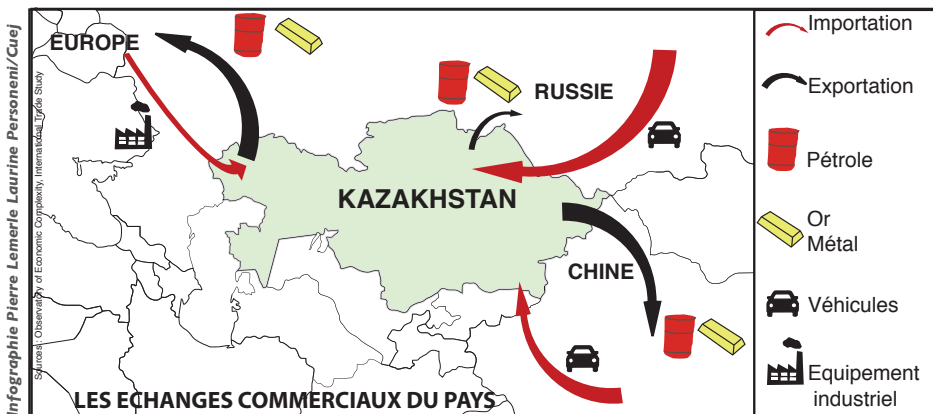 Infographie Pierre Lemerle Laurine Personeni/Cuej
Sources : Observatory of Economic Complexity, International Trade Study
EUROPE
RUSSIE
KAZAKHSTAN
CHINE
LES ECHANGES COMMERCIAUX DU PAYS
Importation
Exportation
Pétrole
Or
Métal
Véhicules
Equipement
industriel